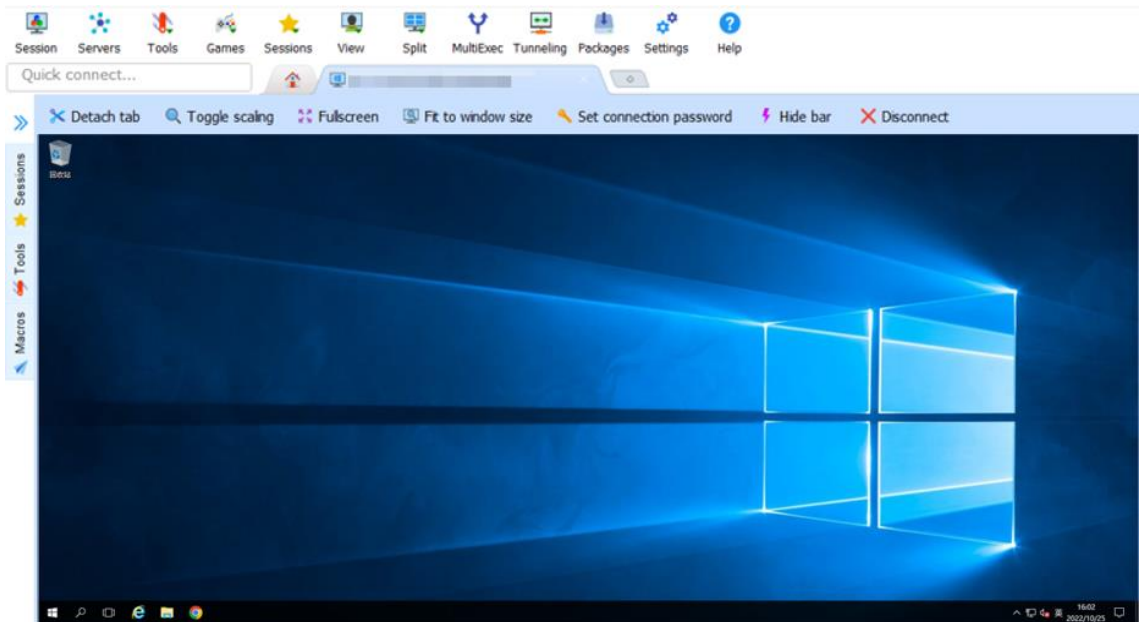 Session Servers Tools Games Sessions View Split MultiExec Tunneling Packages Settings Help
Quick connect...
Detach tab Toggle scaling Fullscreen Fit to window size Set connection password Hide bar Disconnect
Sessions
Tools
Macros
英
16:02
2022/10/25